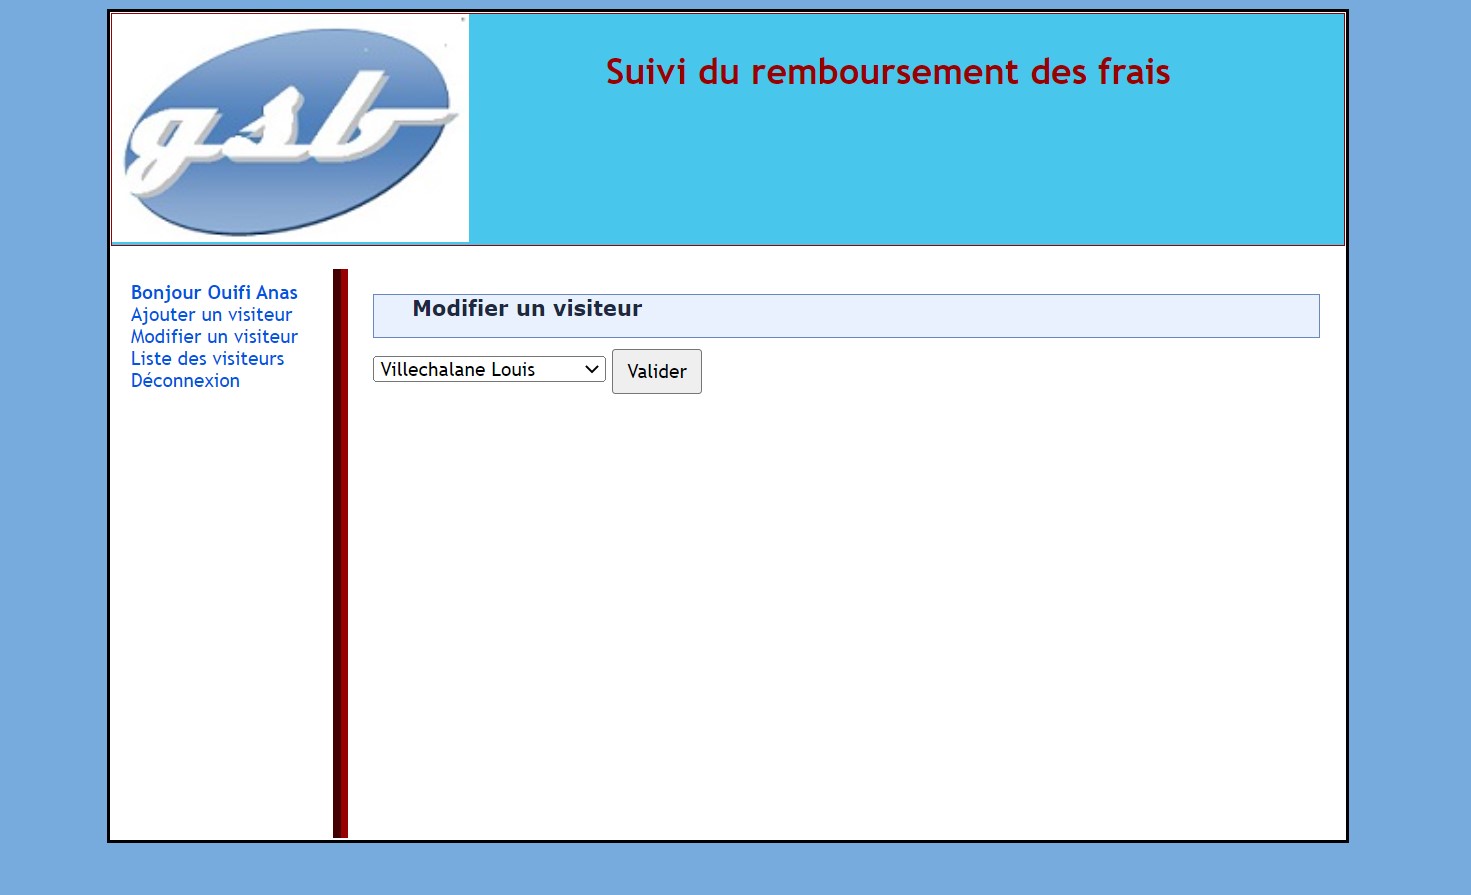 gsb
Suivi du remboursement des frais
Bonjour Ouifi Anas
Ajouter un visiteur
Modifier un visiteur
Liste des visiteurs
Déconnexion
Modifier un visiteur
Villechalane Louis
Valider